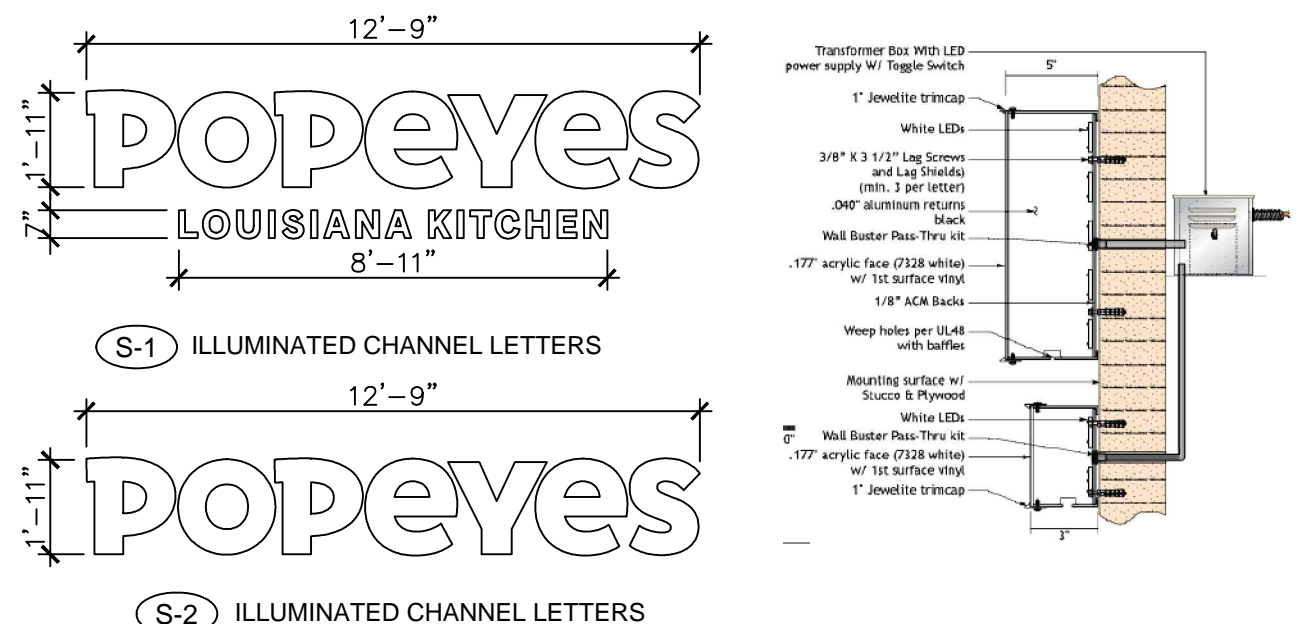 12'-9"
POPEYES
1'-11"
LOUISIANA KITCHEN
7"
8'-11"
S-1 ILLUMINATED CHANNEL LETTERS
12'-9"
POPEYES
1'-11"
S-2 ILLUMINATED CHANNEL LETTERS
Transformer Box With LED
power supply W/ Toggle Switch
5"
1" Jewelite trimcap
White LEDs
3/8" X 3 1/2" Lag Screws
and Lag Shields)
(min. 3 per letter)
.040" aluminum returns
black
Wall Buster Pass-Thru kit
.177" acrylic face (7328 white)
w/ 1st surface vinyl
1/8" ACM Backs
Weep holes per UL48
with baffles
Mounting surface w/
Stucco & Plywood
White LEDs
Wall Buster Pass-Thru kit
.177" acrylic face (7328 white)
w/ 1st surface vinyl
1" Jewelite trimcap
3"